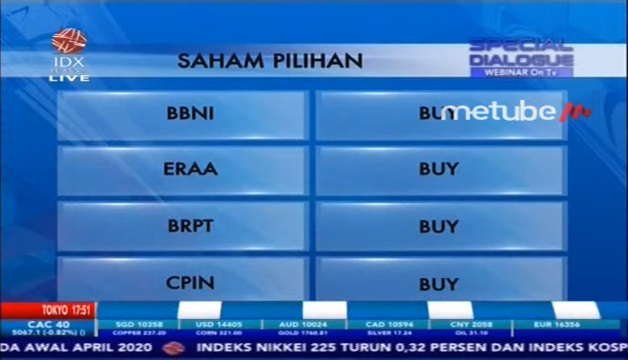 IDX
LIVE
SAHAM PILIHAN
SPECIAL
DIALOGUE
WEBINAR On Tv
metube
BBNI BUY
ERAA BUY
BRPT BUY
CPIN BUY
TOKYO 17:51
CAC 40 SGD 10358 USD 14405 AUD 10024 CAD 10594 CNY 2058 EUR 16356
5067.1 (-0.82%) () COPPER 237.20 CORN 321.00 GOLD 1760.81 SILVER 17.24 OIL 31.10
DA AWAL APRIL 2020 INDEKS NIKKEI 225 TURUN 0,32 PERSEN DAN INDEKS KOSP